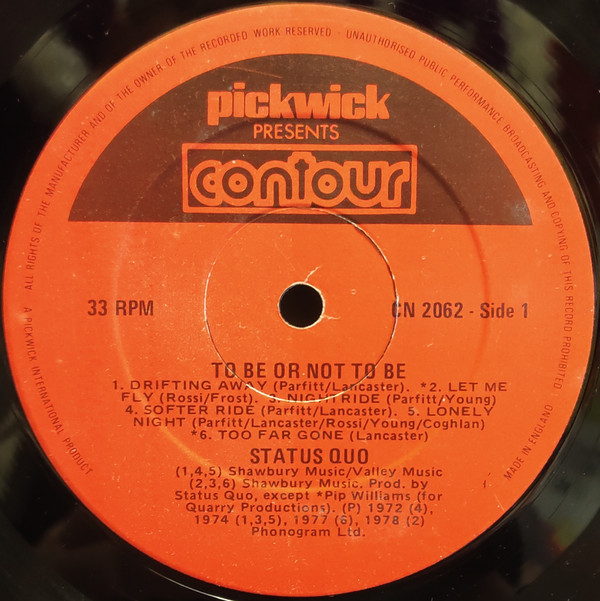 ALL RIGHTS OF THE MANUFACTURER AND OF THE OWNER OF THE RECORDED WORK RESERVED · UNAUTHORISED PUBLIC PERFORMANCE BROADCASTING AND COPYING OF THIS RECORD PROHIBITED
pickwick
PRESENTS
contour
33 RPM
CN 2062 - Side 1
TO BE OR NOT TO BE
1. DRIFTING AWAY (Parfitt/Lancaster). *2. LET ME
FLY (Rossi/Frost). 3. NIGHTRIDE (Parfitt/Young)
4. SOFTER RIDE (Parfitt/Lancaster). 5. LONELY
NIGHT (Parfitt/Lancaster/Rossi/Young/Coghlan)
*6. TOO FAR GONE (Lancaster)
STATUS QUO
(1,4,5) Shawbury Music/Valley Music
(2,3,6) Shawbury Music. Prod. by
Status Quo, except *Pip Williams (for
Quarry Productions). (P) 1972 (4),
1974 (1,3,5), 1977 (6), 1978 (2)
Phonogram Ltd.
A PICKWICK INTERNATIONAL PRODUCT
MADE IN ENGLAND